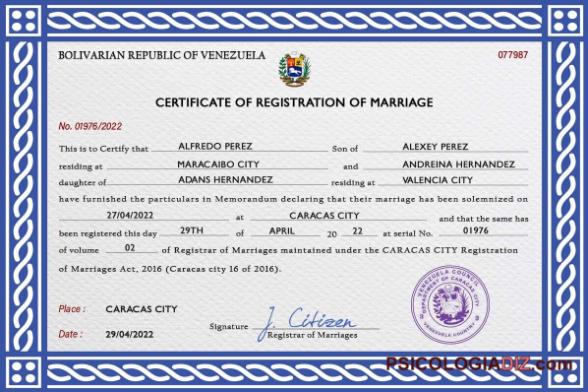 BOLIVARIAN REPUBLIC OF VENEZUELA
077987
CERTIFICATE OF REGISTRATION OF MARRIAGE
No. 01976/2022
This is to Certify that ALFREDO PEREZ Son of ALEXEY PEREZ
residing at MARACAIBO CITY and ANDREINA HERNANDEZ
daughter of ADANS HERNANDEZ residing at VALENCIA CITY
have furnished the particulars in Memorandum declaring that their marriage has been solemnized on
27/04/2022 at CARACAS CITY and that the same has
been registered this day 29TH of APRIL 20 22 at serial No. 01976
of volume 02 of Registrar of Marriages maintained under the CARACAS CITY Registration
of Marriages Act, 2016 (Caracas city 16 of 2016).
VENEZUELA COUNCIL
DEPARTMENT OF CARACAS CITY
VENEZUELA COUNTRY
Place : CARACAS CITY
Signature J. Citizen
Date : 29/04/2022
Registrar of Marriages
PSICOLOGIADIZ.com